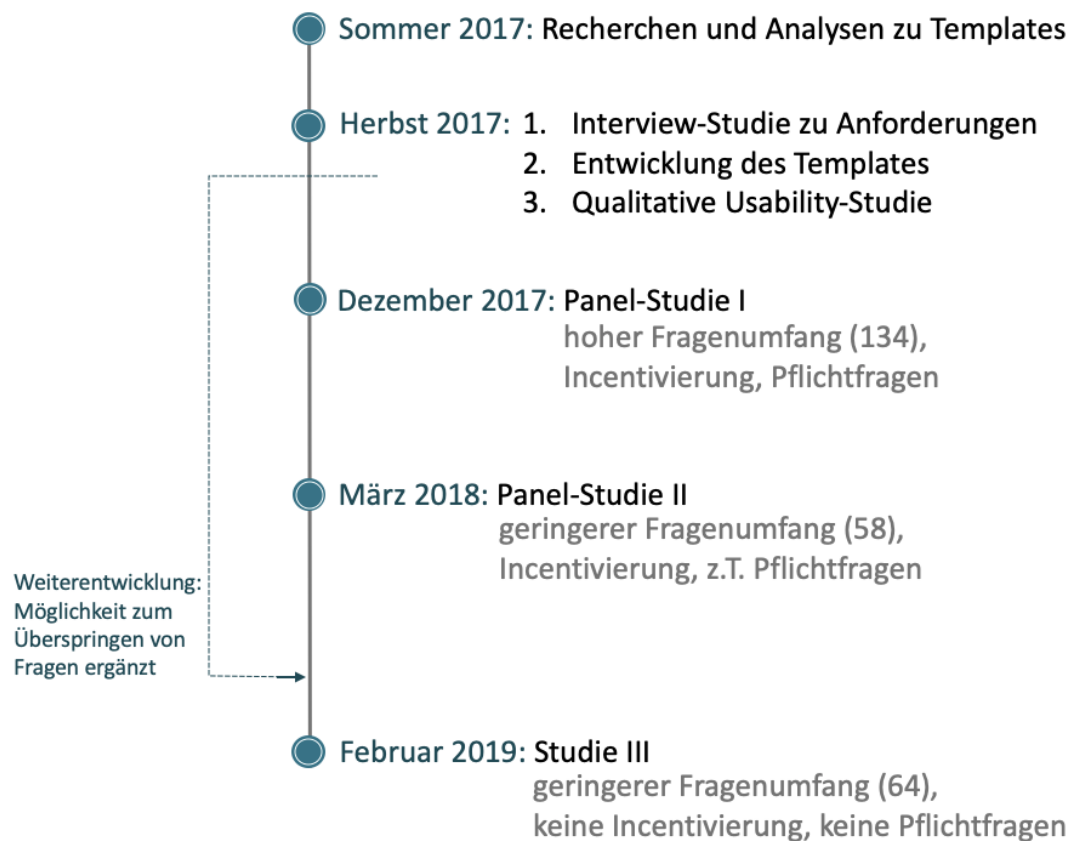 Sommer 2017: Recherchen und Analysen zu Templates
Herbst 2017: 1. Interview-Studie zu Anforderungen
2. Entwicklung des Templates
3. Qualitative Usability-Studie
Dezember 2017: Panel-Studie I
hoher Fragenumfang (134),
Incentivierung, Pflichtfragen
März 2018: Panel-Studie II
geringerer Fragenumfang (58),
Incentivierung, z.T. Pflichtfragen
Weiterentwicklung:
Möglichkeit zum
Überspringen von
Fragen ergänzt
Februar 2019: Studie III
geringerer Fragenumfang (64),
keine Incentivierung, keine Pflichtfragen